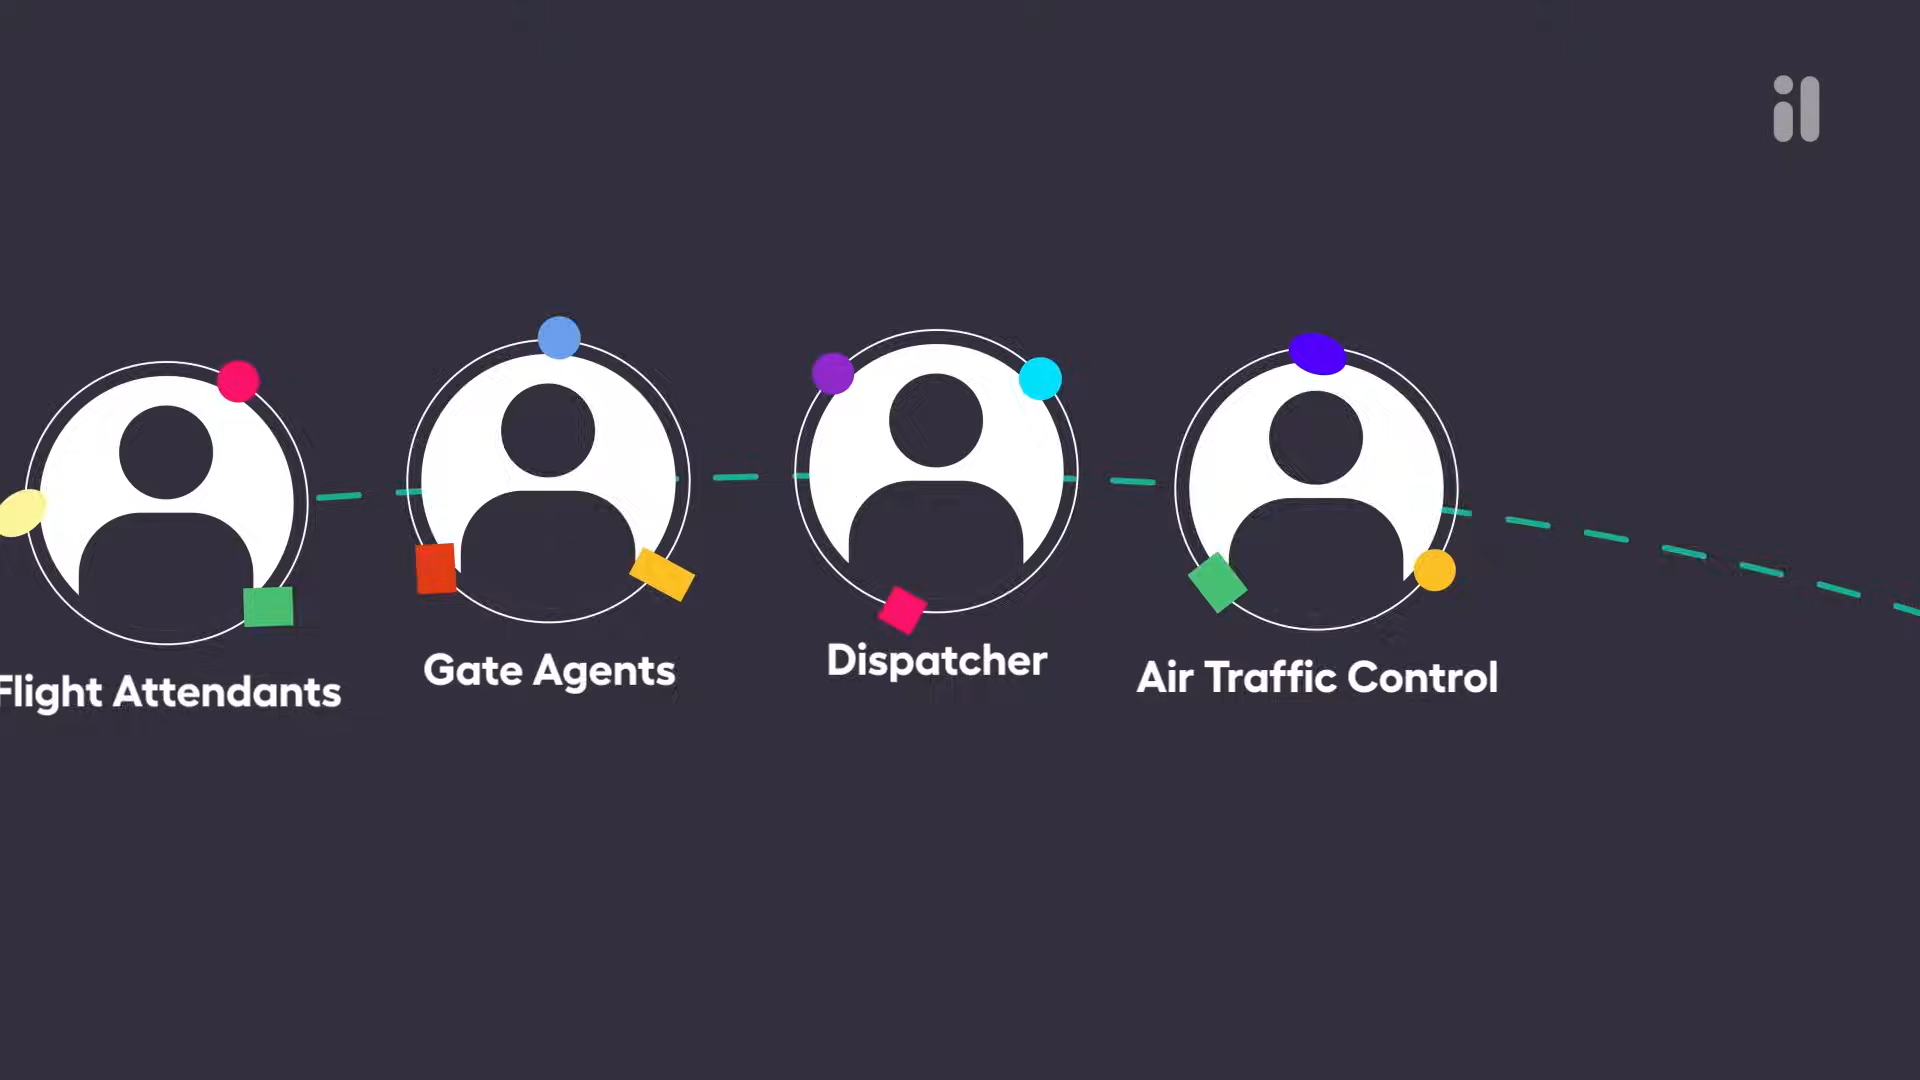 Flight Attendants
Gate Agents
Dispatcher
Air Traffic Control